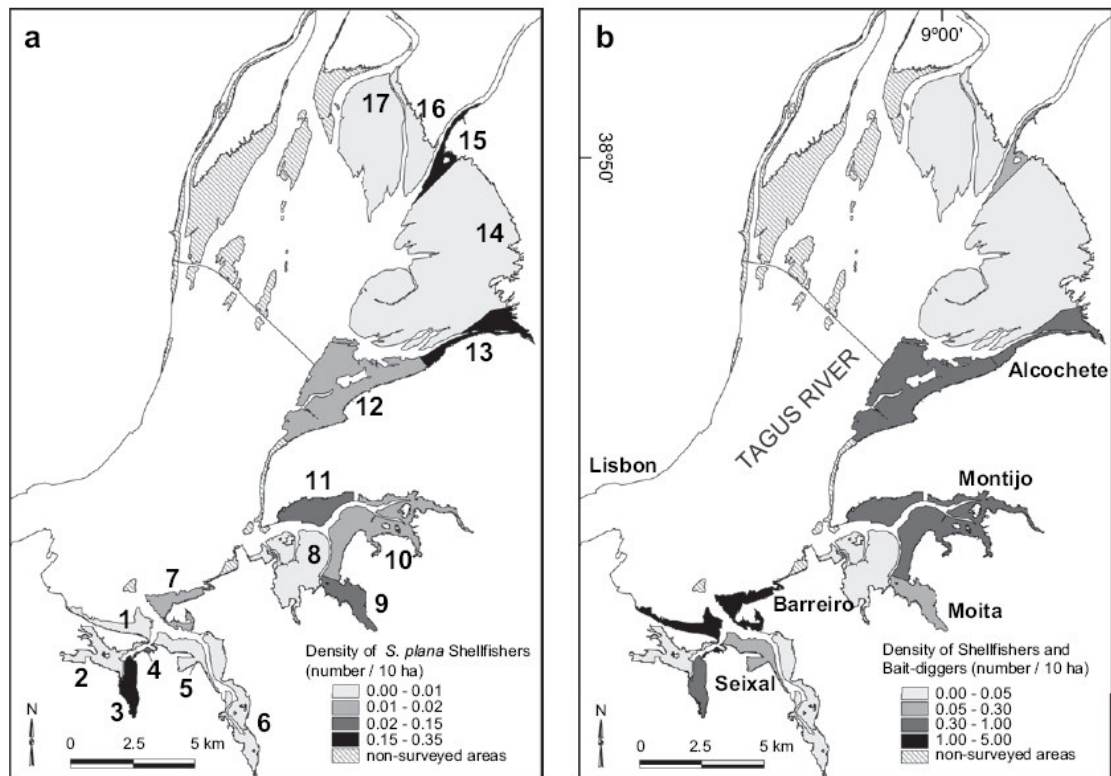 a
17
16
15
14
13
12
11
10
8
9
7
1
2
4
5
3
6
Density of S. plana Shellfishers
(number / 10 ha)
0.00 - 0.01
0.01 - 0.02
0.02 - 0.15
0.15 - 0.35
non-surveyed areas
N
0 2.5 5 km
b
9º00'
38º50'
TAGUS RIVER
Alcochete
Lisbon
Montijo
Barreiro
Moita
Seixal
Density of Shellfishers and
Bait-diggers (number / 10 ha)
0.00 - 0.05
0.05 - 0.30
0.30 - 1.00
1.00 - 5.00
non-surveyed areas
N
0 2.5 5 km